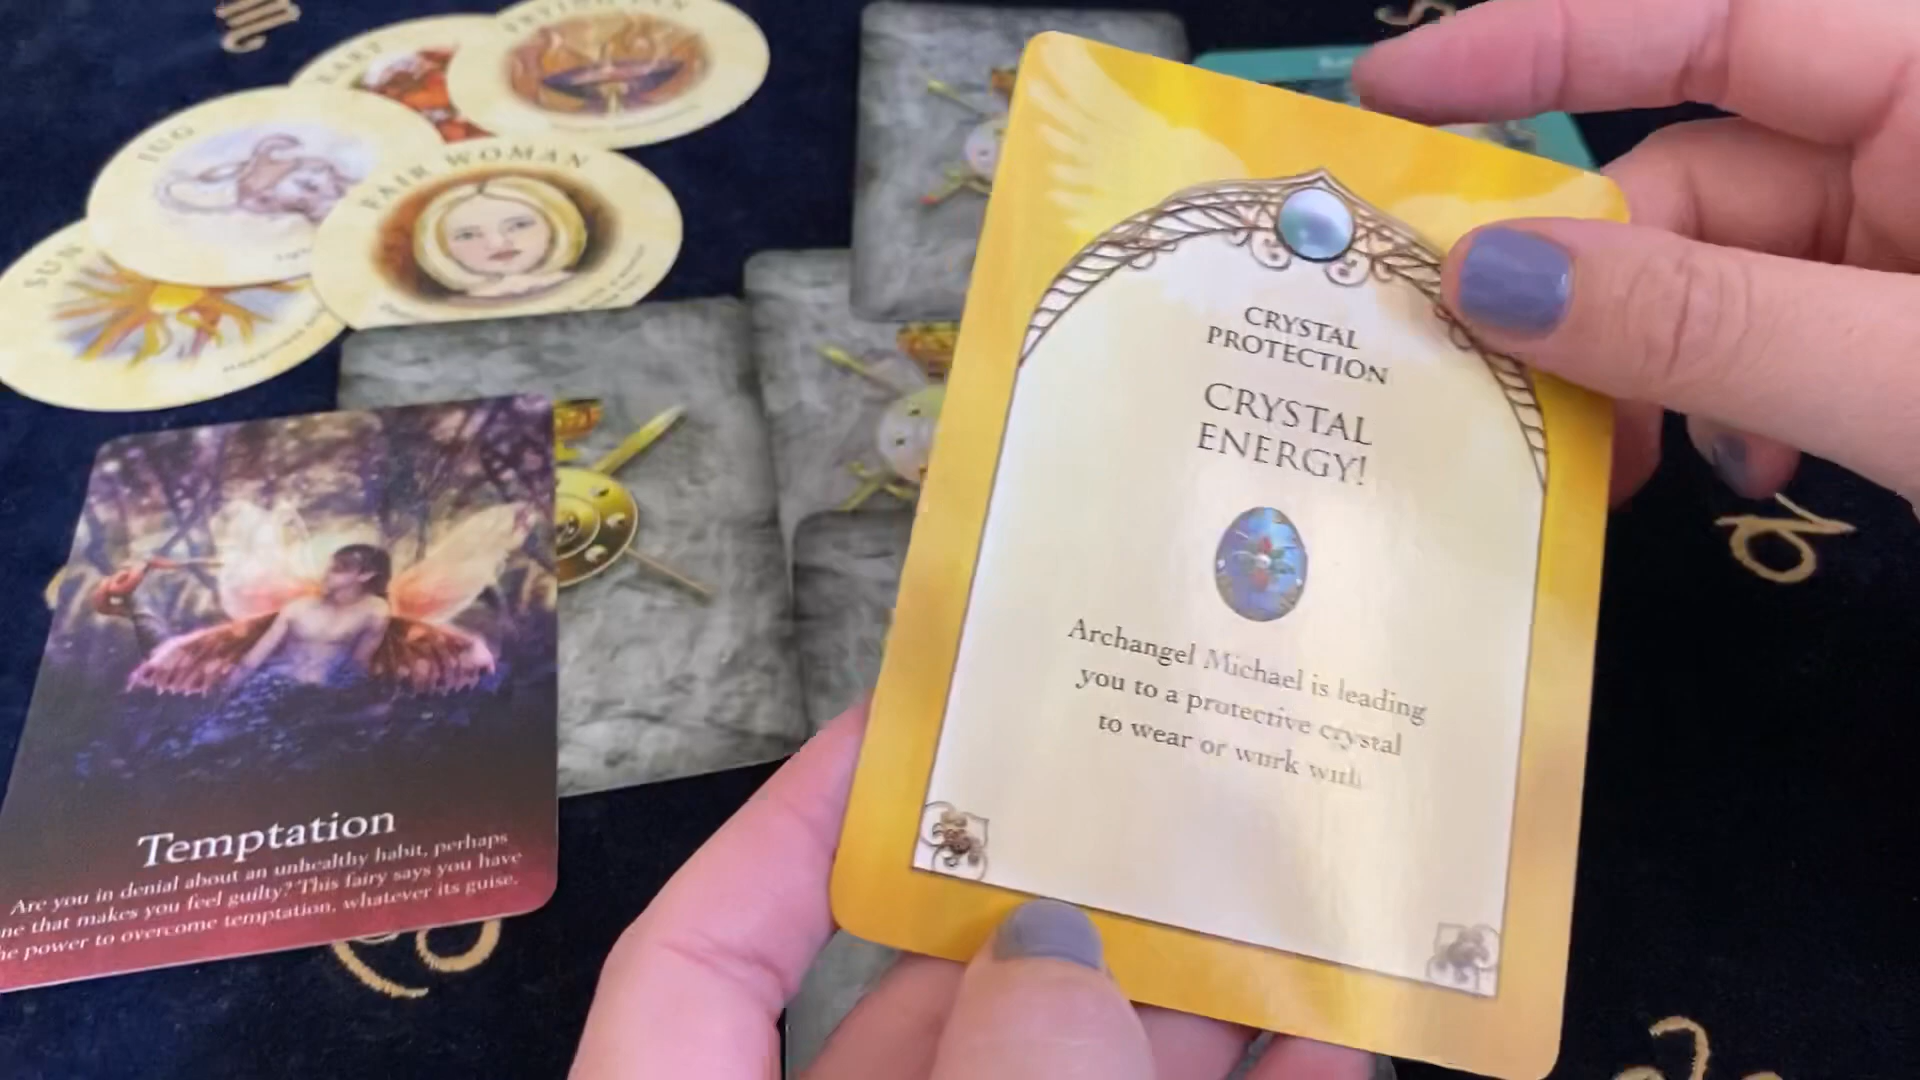 FRYING PAN
JUG
FAIR WOMAN
SUN
CRYSTAL
PROTECTION
CRYSTAL
ENERGY!
Archangel Michael is leading
you to a protective crystal
to wear or work with
Temptation
Are you in denial about an unhealthy habit, perhaps
one that makes you feel guilty? This fairy says you have
the power to overcome temptation, whatever its guise.